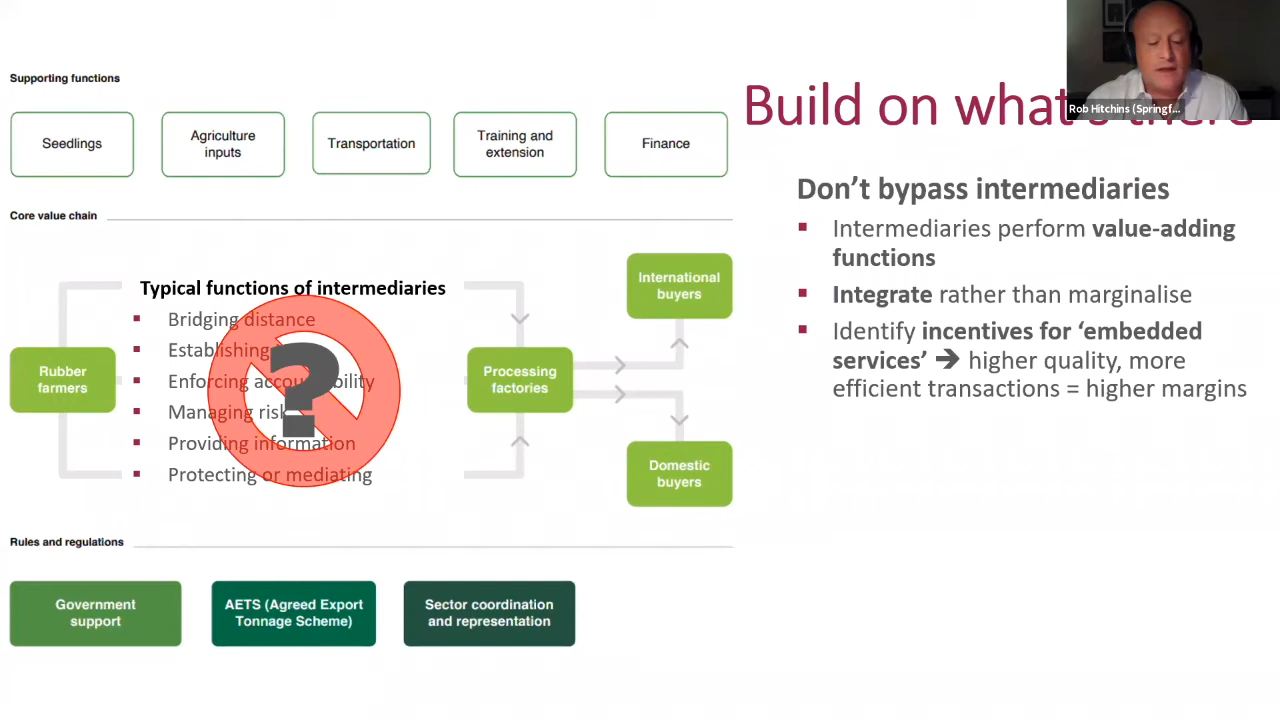 Supporting functions
Seedlings
Agriculture
inputs
Transportation
Training and
extension
Finance
Core value chain
Typical functions of intermediaries
Bridging distance
Establishing
Enforcing accountability
Managing risk
Providing information
Protecting or mediating
Rubber
farmers
Processing
factories
International
buyers
Domestic
buyers
Rules and regulations
Government
support
AETS (Agreed Export
Tonnage Scheme)
Sector coordination
and representation
?
Build on what's there
Rob Hitchins (Springf...
Don't bypass intermediaries
Intermediaries perform value-adding
functions
Integrate rather than marginalise
Identify incentives for ‘embedded
services’ ➔ higher quality, more
efficient transactions = higher margins